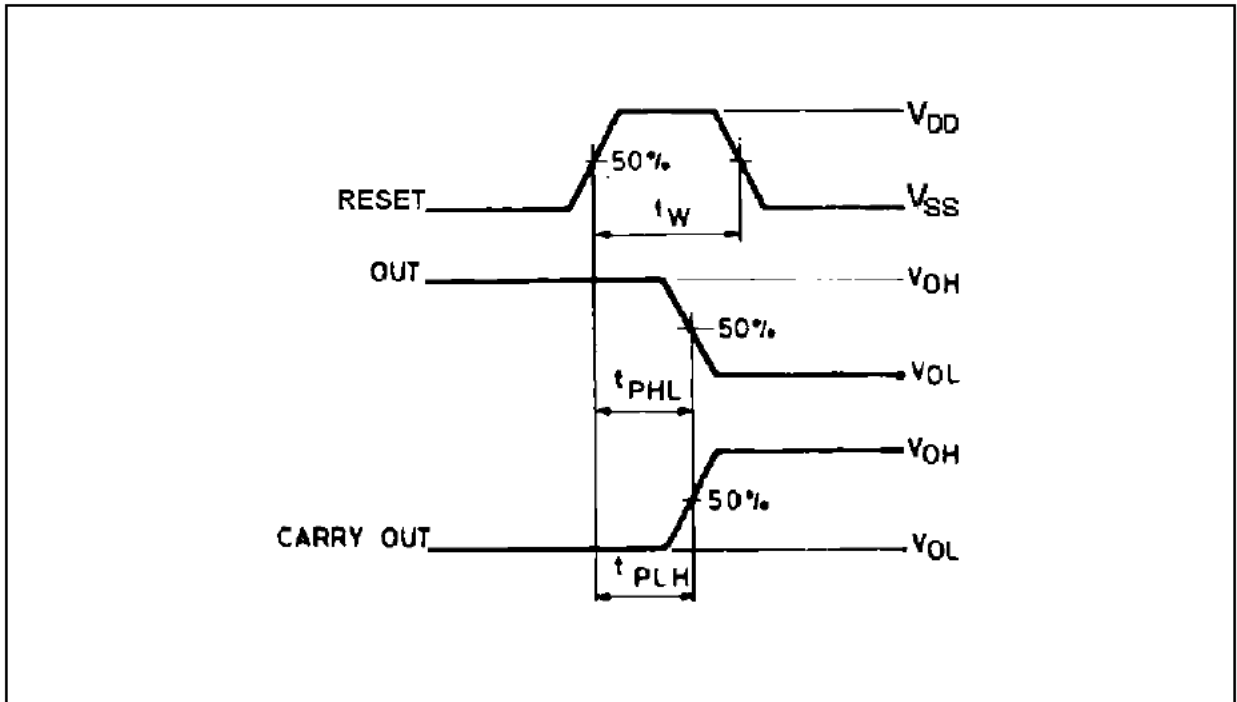 VDD
50%
RESET
VSS
tW
OUT
VOH
50%
VOL
tPHL
VOH
50%
CARRY OUT
VOL
tPLH